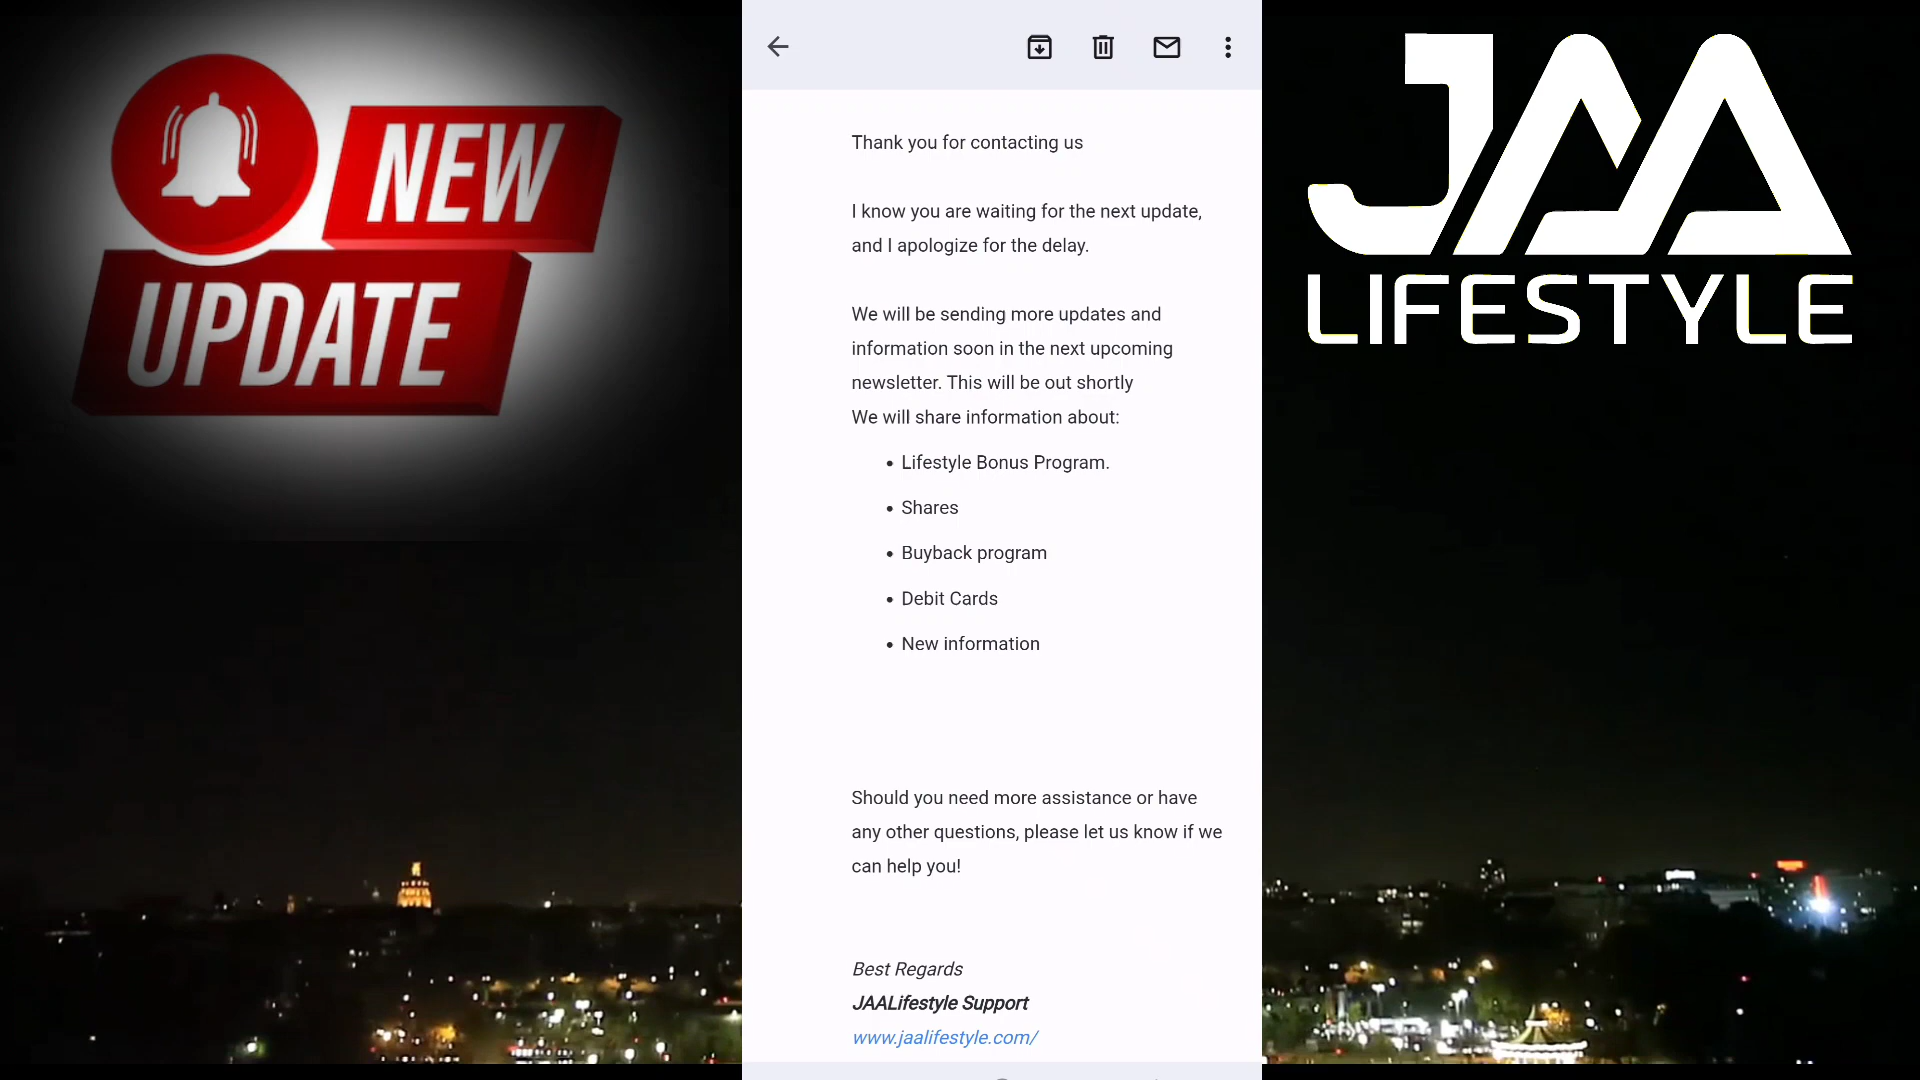 NEW
UPDATE
Thank you for contacting us
I know you are waiting for the next update,
and I apologize for the delay.
We will be sending more updates and
information soon in the next upcoming
newsletter. This will be out shortly
We will share information about:
• Lifestyle Bonus Program.
• Shares
• Buyback program
• Debit Cards
• New information
Should you need more assistance or have
any other questions, please let us know if we
can help you!
Best Regards
JAALifestyle Support
www.jaalifestyle.com/
JAA
LIFESTYLE